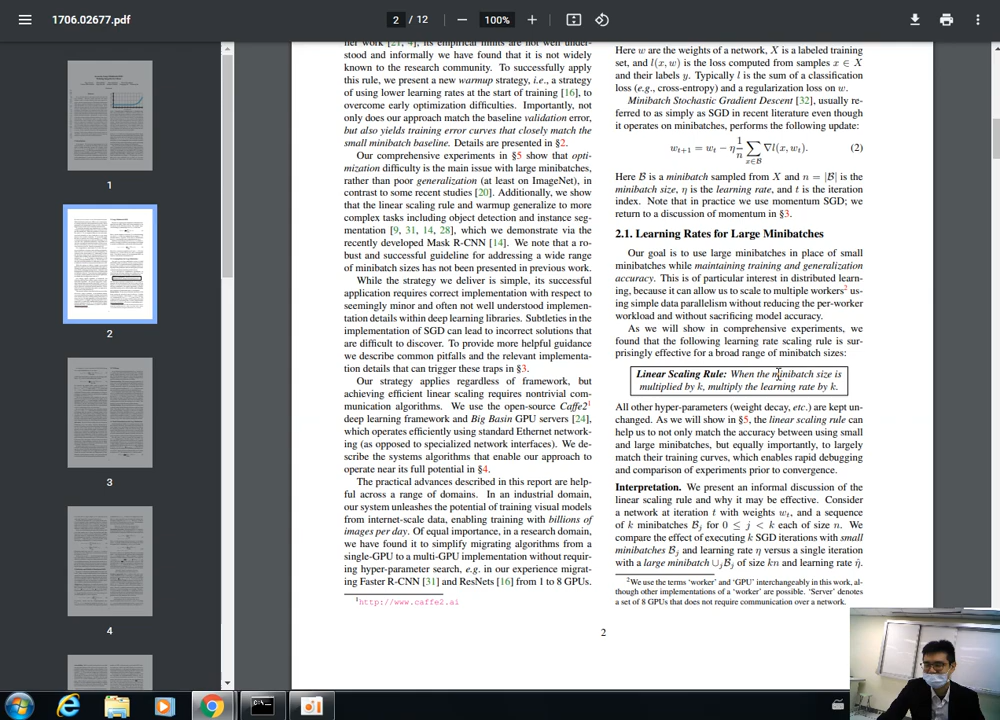 1706.02677.pdf
2 / 12
100%
1
2
3
4
ner work [21, 4], its empirical limits are not well under-
stood and informally we have found that it is not widely
known to the research community. To successfully apply
this rule, we present a new warmup strategy, i.e., a strategy
of using lower learning rates at the start of training [16], to
overcome early optimization difficulties. Importantly, not
only does our approach match the baseline validation error,
but also yields training error curves that closely match the
small minibatch baseline. Details are presented in §2.
Our comprehensive experiments in §5 show that opti-
mization difficulty is the main issue with large minibatches,
rather than poor generalization (at least on ImageNet), in
contrast to some recent studies [20]. Additionally, we show
that the linear scaling rule and warmup generalize to more
complex tasks including object detection and instance seg-
mentation [9, 31, 14, 28], which we demonstrate via the
recently developed Mask R-CNN [14]. We note that a ro-
bust and successful guideline for addressing a wide range
of minibatch sizes has not been presented in previous work.
While the strategy we deliver is simple, its successful
application requires correct implementation with respect to
seemingly minor and often not well understood implemen-
tation details within deep learning libraries. Subtleties in the
implementation of SGD can lead to incorrect solutions that
are difficult to discover. To provide more helpful guidance
we describe common pitfalls and the relevant implementa-
tion details that can trigger these traps in §3.
Our strategy applies regardless of framework, but
achieving efficient linear scaling requires nontrivial com-
munication algorithms. We use the open-source Caffe2¹
deep learning framework and Big Basin GPU servers [24],
which operates efficiently using standard Ethernet network-
ing (as opposed to specialized network interfaces). We de-
scribe the systems algorithms that enable our approach to
operate near its full potential in §4.
The practical advances described in this report are help-
ful across a range of domains. In an industrial domain,
our system unleashes the potential of training visual models
from internet-scale data, enabling training with billions of
images per day. Of equal importance, in a research domain,
we have found it to simplify migrating algorithms from a
single-GPU to a multi-GPU implementation without requir-
ing hyper-parameter search, e.g. in our experience migrat-
ing Faster R-CNN [31] and ResNets [16] from 1 to 8 GPUs.
¹http://www.caffe2.ai
Here w are the weights of a network, X is a labeled training
set, and l(x, w) is the loss computed from samples x ∈ X
and their labels y. Typically l is the sum of a classification
loss (e.g., cross-entropy) and a regularization loss on w.
Minibatch Stochastic Gradient Descent [32], usually re-
ferred to as simply as SGD in recent literature even though
it operates on minibatches, performs the following update:
w_{t+1} = w_t − η 1/n ∑_{x∈B} ∇l(x, w_t). (2)
Here B is a minibatch sampled from X and n = |B| is the
minibatch size, η is the learning rate, and t is the iteration
index. Note that in practice we use momentum SGD; we
return to a discussion of momentum in §3.
2.1. Learning Rates for Large Minibatches
Our goal is to use large minibatches in place of small
minibatches while maintaining training and generalization
accuracy. This is of particular interest in distributed learn-
ing, because it can allow us to scale to multiple workers² us-
ing simple data parallelism without reducing the per-worker
workload and without sacrificing model accuracy.
As we will show in comprehensive experiments, we
found that the following learning rate scaling rule is sur-
prisingly effective for a broad range of minibatch sizes:
Linear Scaling Rule: When the minibatch size is
multiplied by k, multiply the learning rate by k.
All other hyper-parameters (weight decay, etc.) are kept un-
changed. As we will show in §5, the linear scaling rule can
help us to not only match the accuracy between using small
and large minibatches, but equally importantly, to largely
match their training curves, which enables rapid debugging
and comparison of experiments prior to convergence.
Interpretation. We present an informal discussion of the
linear scaling rule and why it may be effective. Consider
a network at iteration t with weights w_t, and a sequence
of k minibatches B_j for 0 ≤ j < k each of size n. We
compare the effect of executing k SGD iterations with small
minibatches B_j and learning rate η versus a single iteration
with a large minibatch ∪_jB_j of size kn and learning rate η̂.
²We use the terms 'worker' and 'GPU' interchangeably in this work, al-
though other implementations of a 'worker' are possible. 'Server' denotes
a set of 8 GPUs that does not require communication over a network.
2